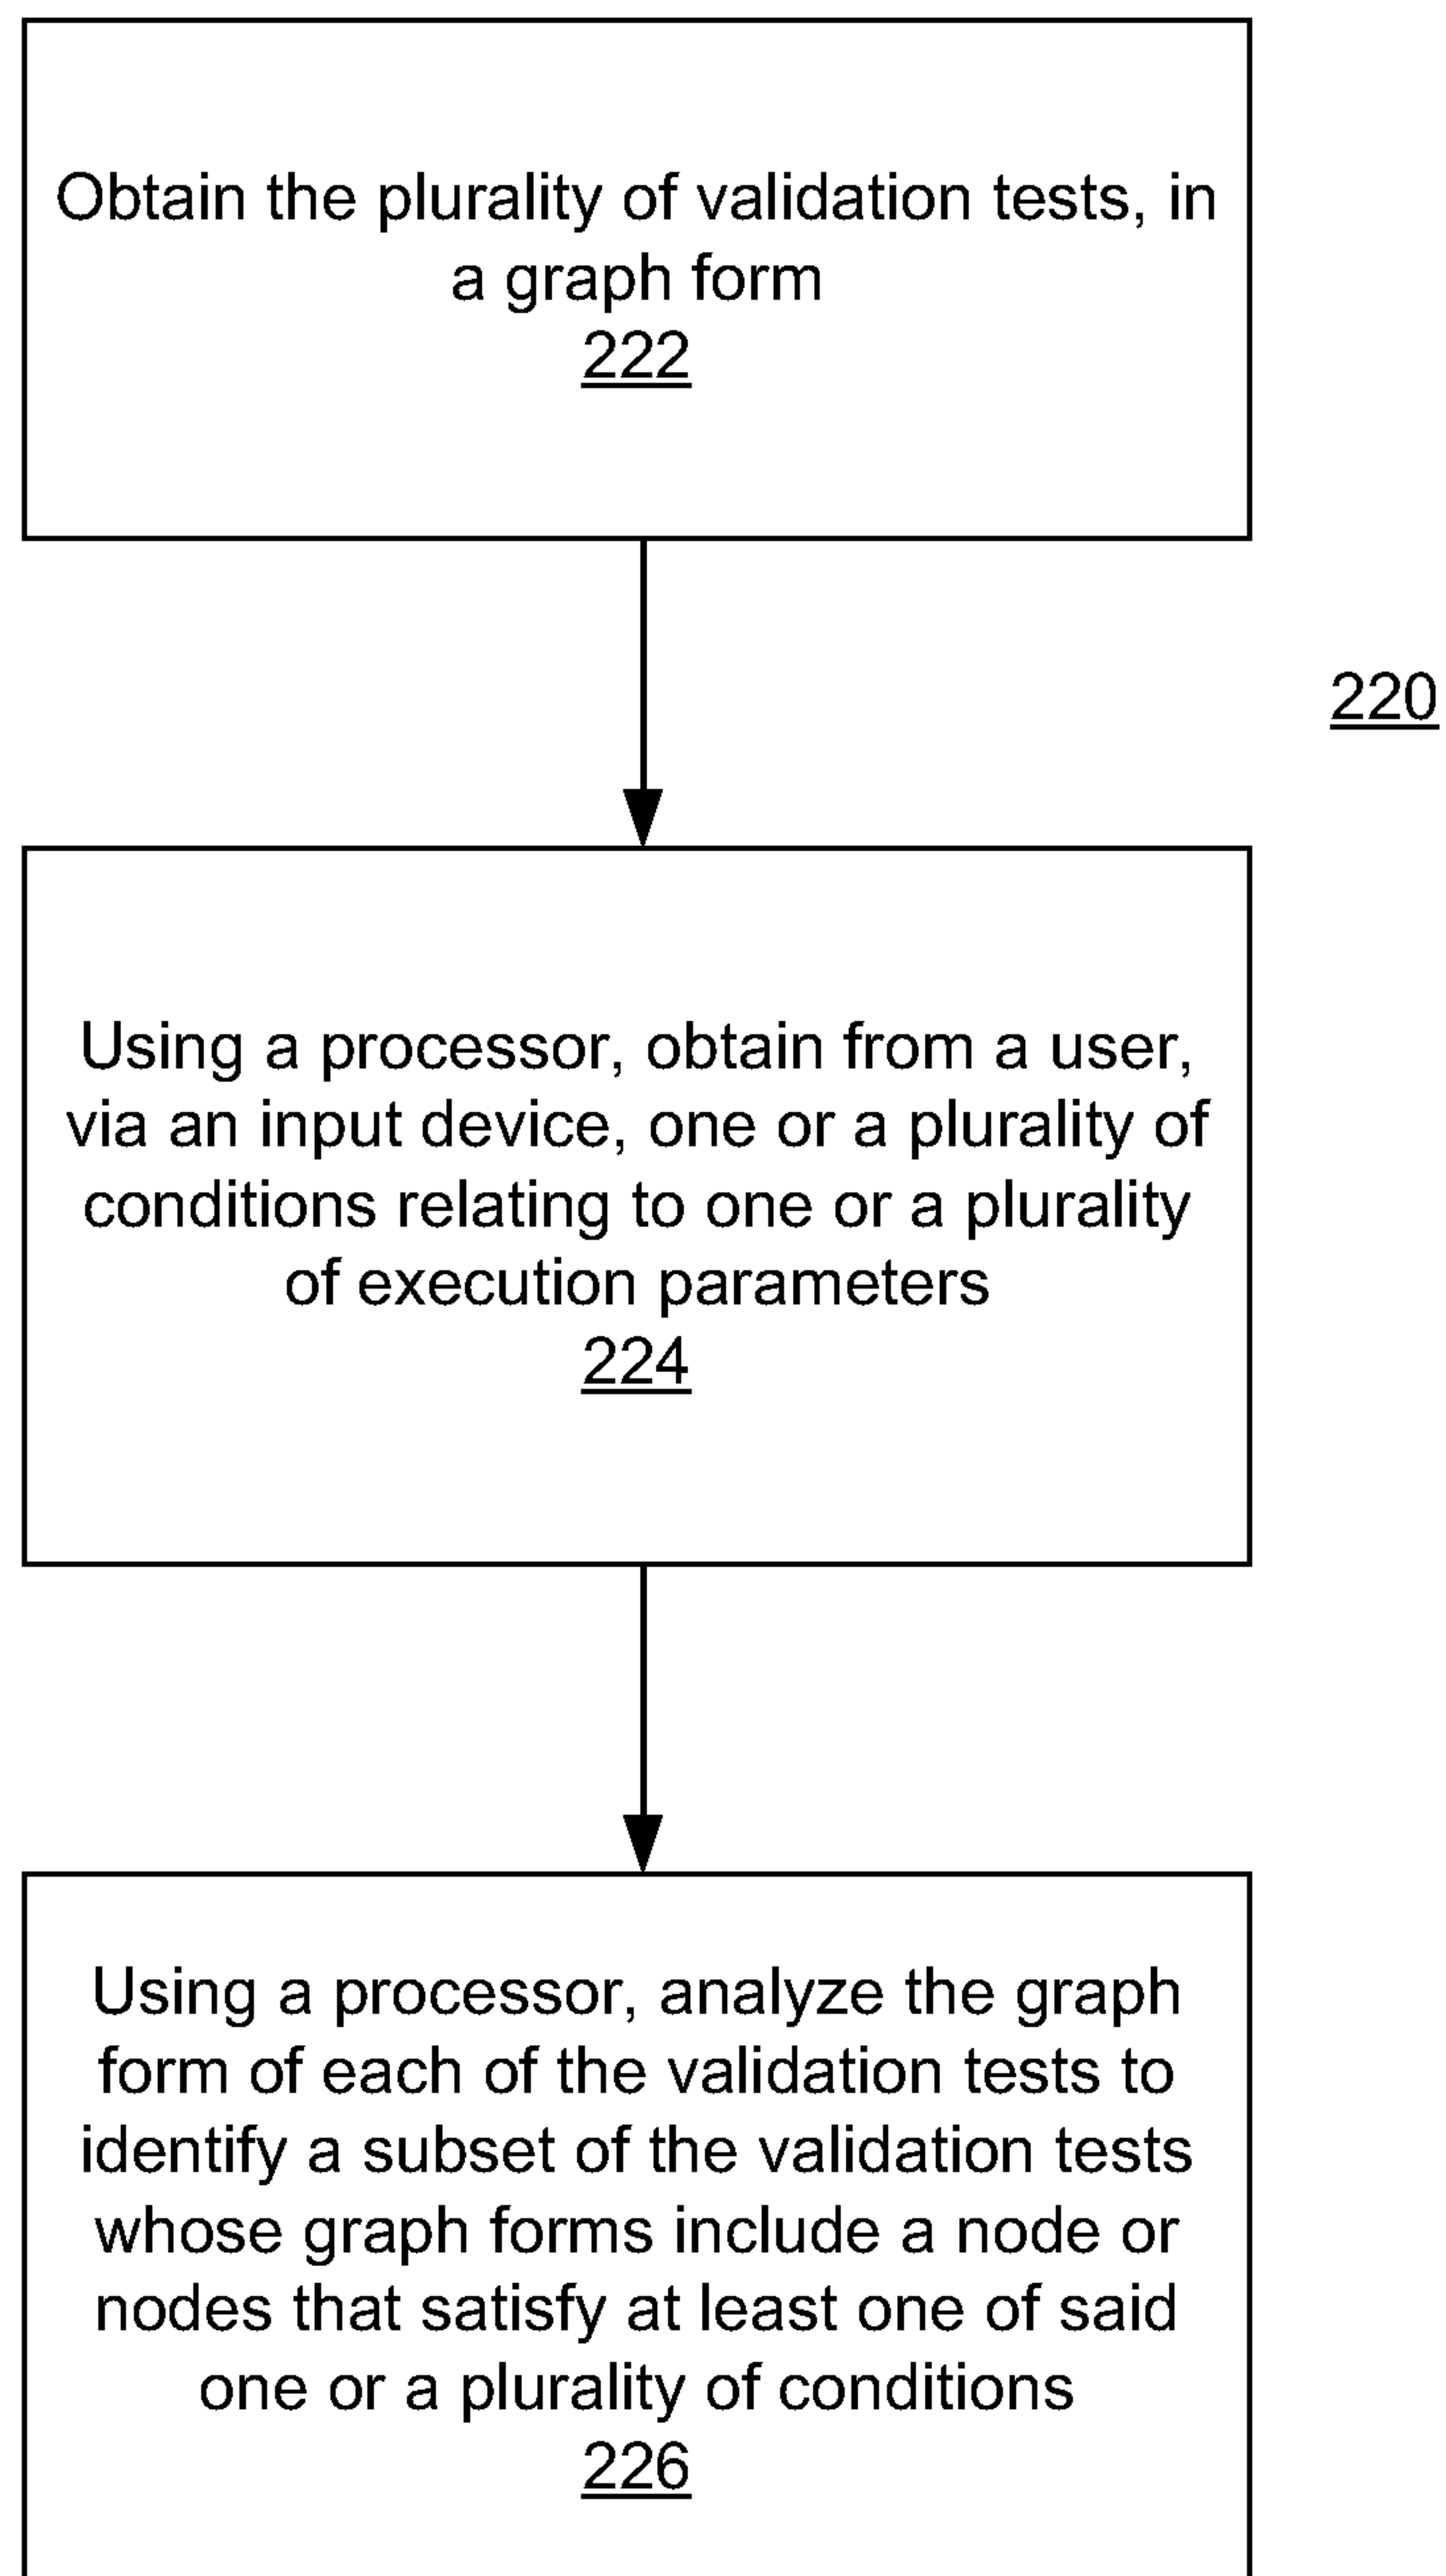 Obtain the plurality of validation tests, in
a graph form
222
220
Using a processor, obtain from a user,
via an input device, one or a plurality of
conditions relating to one or a plurality
of execution parameters
224
Using a processor, analyze the graph
form of each of the validation tests to
identify a subset of the validation tests
whose graph forms include a node or
nodes that satisfy at least one of said
one or a plurality of conditions
226